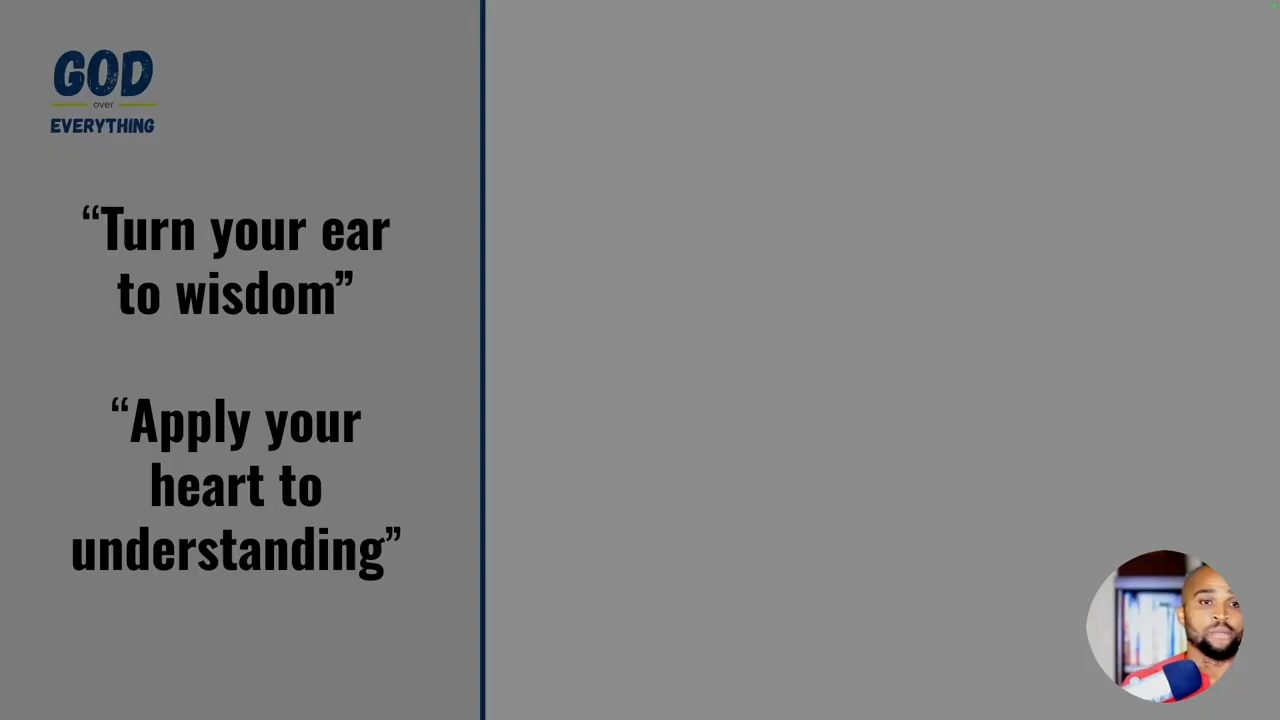 GOD
over
EVERYTHING
“Turn your ear
to wisdom”
“Apply your
heart to
understanding”